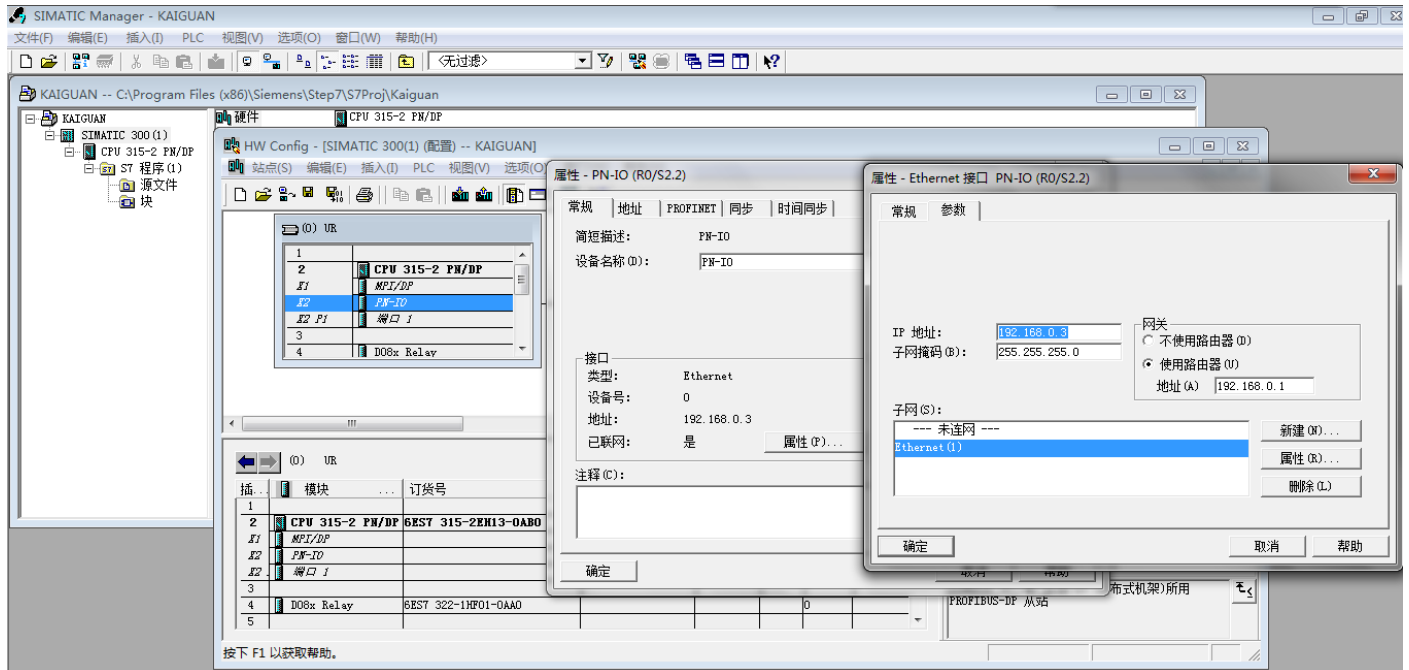 SIMATIC Manager - KAIGUAN
文件(F) 编辑(E) 插入(I) PLC 视图(V) 选项(O) 窗口(W) 帮助(H)
<无过滤>
KAIGUAN -- C:\Program Files (x86)\Siemens\Step7\S7Proj\Kaiguan
KAIGUAN
SIMATIC 300(1)
CPU 315-2 PN/DP
S7 程序(1)
源文件
块
硬件 CPU 315-2 PN/DP
HW Config - [SIMATIC 300(1) (配置) -- KAIGUAN]
站点(S) 编辑(E) 插入(I) PLC 视图(V) 选项(O
(0) UR
1
2 CPU 315-2 PN/DP
X1 MPI/DP
X2 PN-IO
X2 P1 端口 1
3
4 DO8x Relay
(0) UR
插... 模块 ... 订货号
1
2 CPU 315-2 PN/DP 6ES7 315-2EH13-0AB0
X1 MPI/DP
X2 PN-IO
X2 端口 1
3
4 DO8x Relay 6ES7 322-1HF01-0AA0 0
5
布式机架)所用
PROFIBUS-DP 从站
按下 F1 以获取帮助。
属性 - PN-IO (R0/S2.2)
常规 地址 PROFINET 同步 时间同步
简短描述: PN-IO
设备名称(D): PN-IO
接口
类型: Ethernet
设备号: 0
地址: 192.168.0.3
已联网: 是 属性(P)...
注释(C):
确定 取消 帮助
属性 - Ethernet 接口 PN-IO (R0/S2.2)
常规 参数
IP 地址: 192.168.0.3
子网掩码(B): 255.255.255.0
网关
不使用路由器(D)
使用路由器(U)
地址(A) 192.168.0.1
子网(S):
--- 未连网 ---
Ethernet(1)
新建(N)...
属性(R)...
删除(L)
确定 取消 帮助